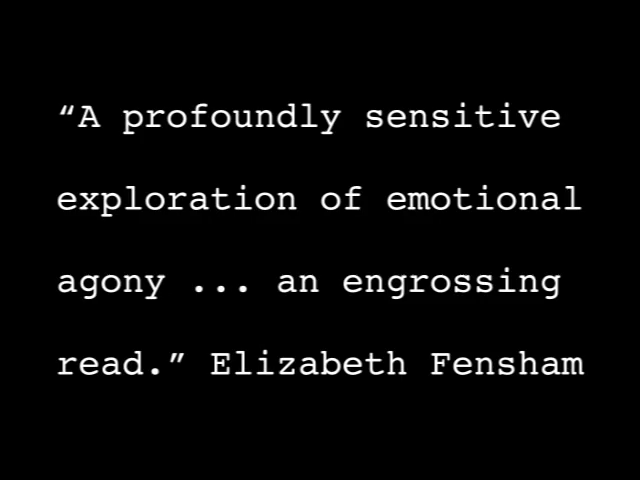 “A profoundly sensitive
exploration of emotional
agony ... an engrossing
read.” Elizabeth Fensham